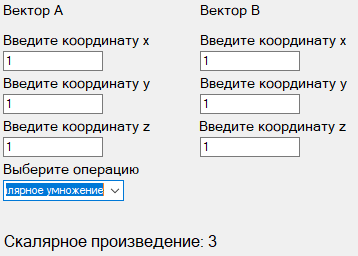 Вектор А
Вектор В
Введите координату x
Введите координату x
1
1
Введите координату y
Введите координату y
1
1
Введите координату z
Введите координату z
1
1
Выберите операцию
умножение
Скалярное произведение: 3